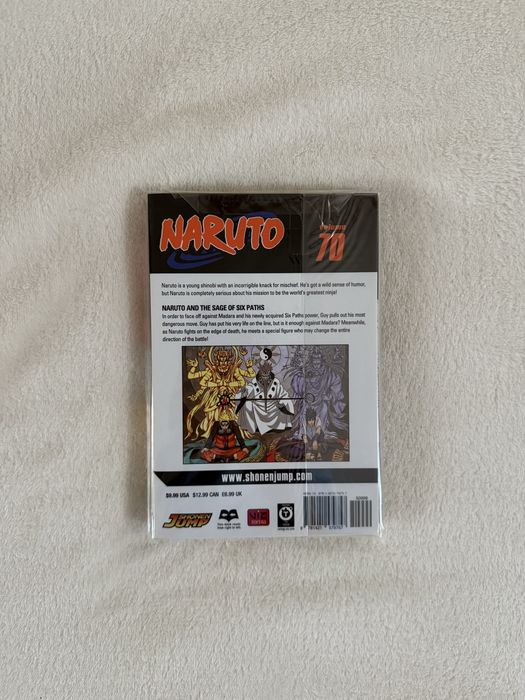 NARUTO
volume
70
Naruto is a young shinobi with an incorrigible knack for mischief. He's got a wild sense of humor,
but Naruto is completely serious about his mission to be the world's greatest ninja!
NARUTO AND THE SAGE OF SIX PATHS
In order to face off against Madara and his newly acquired Six Paths power, Guy pulls out his most
dangerous move. Guy has put his very life on the line, but is it enough against Madara? Meanwhile,
as Naruto fights on the edge of death, he meets a special figure who may change the entire
direction of the battle!
www.shonenjump.com
$9.99 USA $12.99 CAN £6.99 UK
SHONEN
JUMP